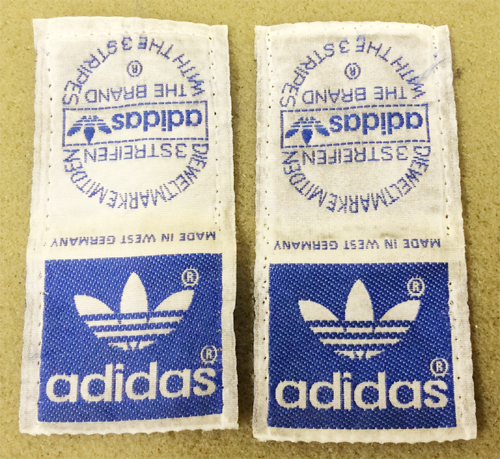 WITH THE 3 STRIPES
THE BRAND
®
adidas
3 STREIFEN
DIE WELTMARKE MIT DEN
MADE IN WEST GERMANY
®
adidas®
WITH THE 3 STRIPES
THE BRAND
®
adidas
3 STREIFEN
DIE WELTMARKE MIT DEN
MADE IN WEST GERMANY
®
adidas®